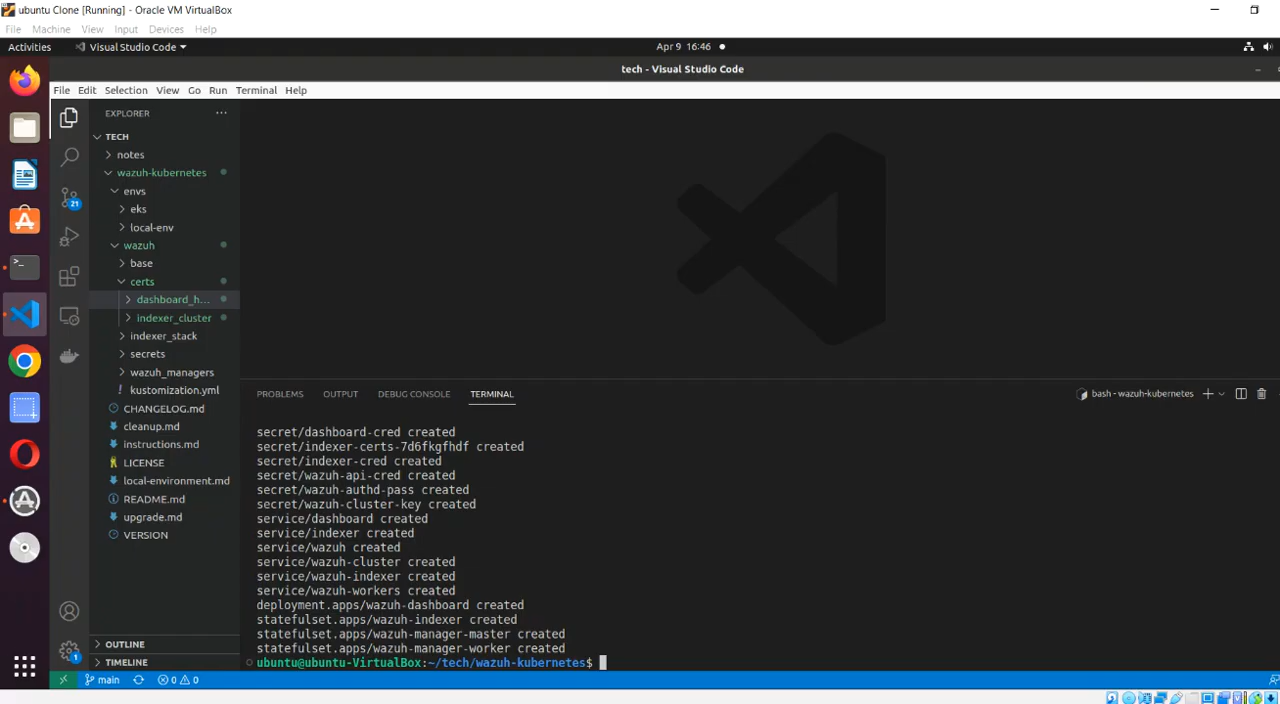 ubuntu Clone [Running] - Oracle VM VirtualBox
File Machine View Input Devices Help
Activities Visual Studio Code Apr 9 16:46
tech - Visual Studio Code
File Edit Selection View Go Run Terminal Help
EXPLORER
TECH
notes
wazuh-kubernetes
envs
eks
local-env
wazuh
base
certs
dashboard_h...
indexer_cluster
indexer_stack
secrets
wazuh_managers
! kustomization.yml
CHANGELOG.md
cleanup.md
instructions.md
LICENSE
local-environment.md
README.md
upgrade.md
VERSION
OUTLINE
TIMELINE
21
1
PROBLEMS OUTPUT DEBUG CONSOLE TERMINAL
bash - wazuh-kubernetes
secret/dashboard-cred created
secret/indexer-certs-7d6fkgfhdf created
secret/indexer-cred created
secret/wazuh-api-cred created
secret/wazuh-authd-pass created
secret/wazuh-cluster-key created
service/dashboard created
service/indexer created
service/wazuh created
service/wazuh-cluster created
service/wazuh-indexer created
service/wazuh-workers created
deployment.apps/wazuh-dashboard created
statefulset.apps/wazuh-indexer created
statefulset.apps/wazuh-manager-master created
statefulset.apps/wazuh-manager-worker created
ubuntu@ubuntu-VirtualBox:~/tech/wazuh-kubernetes$
main 0 0